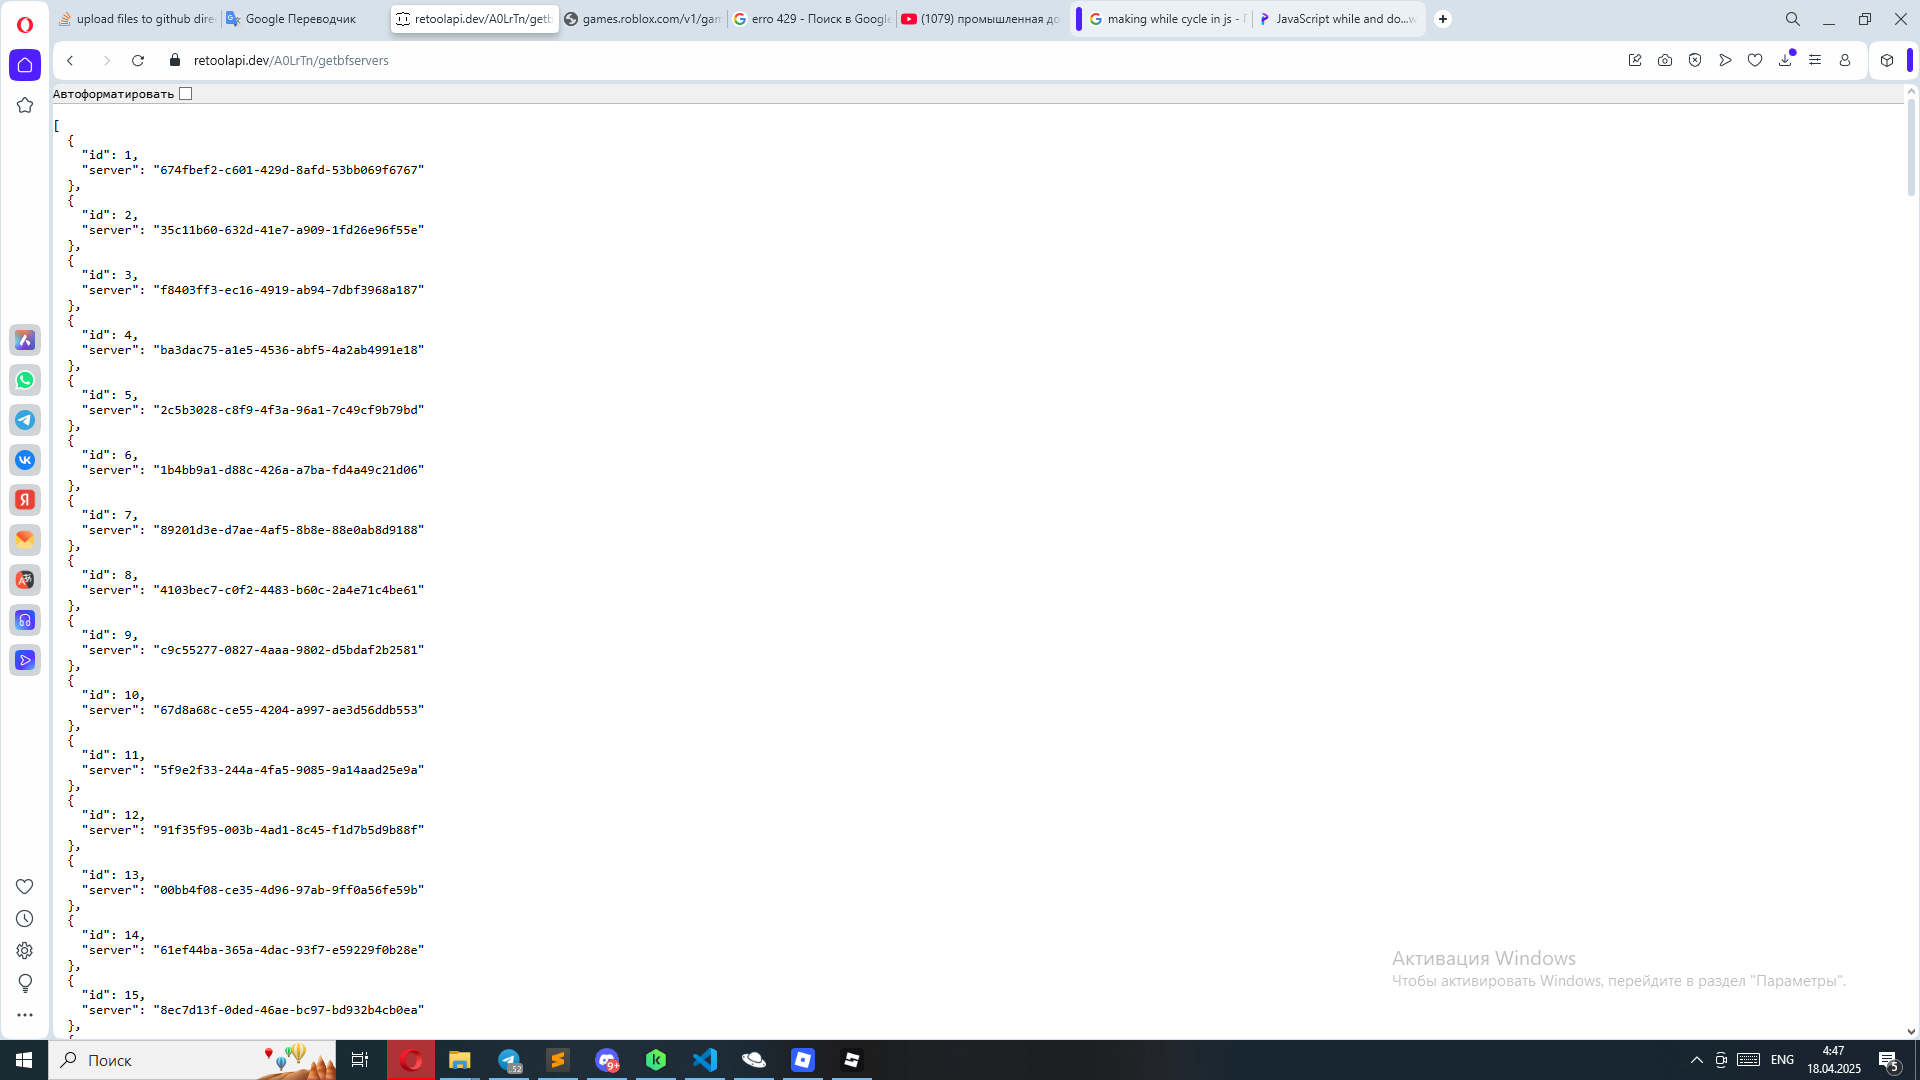 upload files to github dire
Google Переводчик
retoolapi.dev/A0LrTn/getb
games.roblox.com/v1/gam
erro 429 - Поиск в Google
(1079) промышленная до
making while cycle in js - Г
JavaScript while and do...w
retoolapi.dev/A0LrTn/getbfservers
Автоформатировать
[
{
"id": 1,
"server": "674fbef2-c601-429d-8afd-53bb069f6767"
},
{
"id": 2,
"server": "35c11b60-632d-41e7-a909-1fd26e96f55e"
},
{
"id": 3,
"server": "f8403ff3-ec16-4919-ab94-7dbf3968a187"
},
{
"id": 4,
"server": "ba3dac75-a1e5-4536-abf5-4a2ab4991e18"
},
{
"id": 5,
"server": "2c5b3028-c8f9-4f3a-96a1-7c49cf9b79bd"
},
{
"id": 6,
"server": "1b4bb9a1-d88c-426a-a7ba-fd4a49c21d06"
},
{
"id": 7,
"server": "89201d3e-d7ae-4af5-8b8e-88e0ab8d9188"
},
{
"id": 8,
"server": "4103bec7-c0f2-4483-b60c-2a4e71c4be61"
},
{
"id": 9,
"server": "c9c55277-0827-4aaa-9802-d5bdaf2b2581"
},
{
"id": 10,
"server": "67d8a68c-ce55-4204-a997-ae3d56ddb553"
},
{
"id": 11,
"server": "5f9e2f33-244a-4fa5-9085-9a14aad25e9a"
},
{
"id": 12,
"server": "91f35f95-003b-4ad1-8c45-f1d7b5d9b88f"
},
{
"id": 13,
"server": "00bb4f08-ce35-4d96-97ab-9ff0a56fe59b"
},
{
"id": 14,
"server": "61ef44ba-365a-4dac-93f7-e59229f0b28e"
},
{
"id": 15,
"server": "8ec7d13f-0ded-46ae-bc97-bd932b4cb0ea"
},
Активация Windows
Чтобы активировать Windows, перейдите в раздел "Параметры".
Поиск
52
9+
ENG
4:47
18.04.2025
5